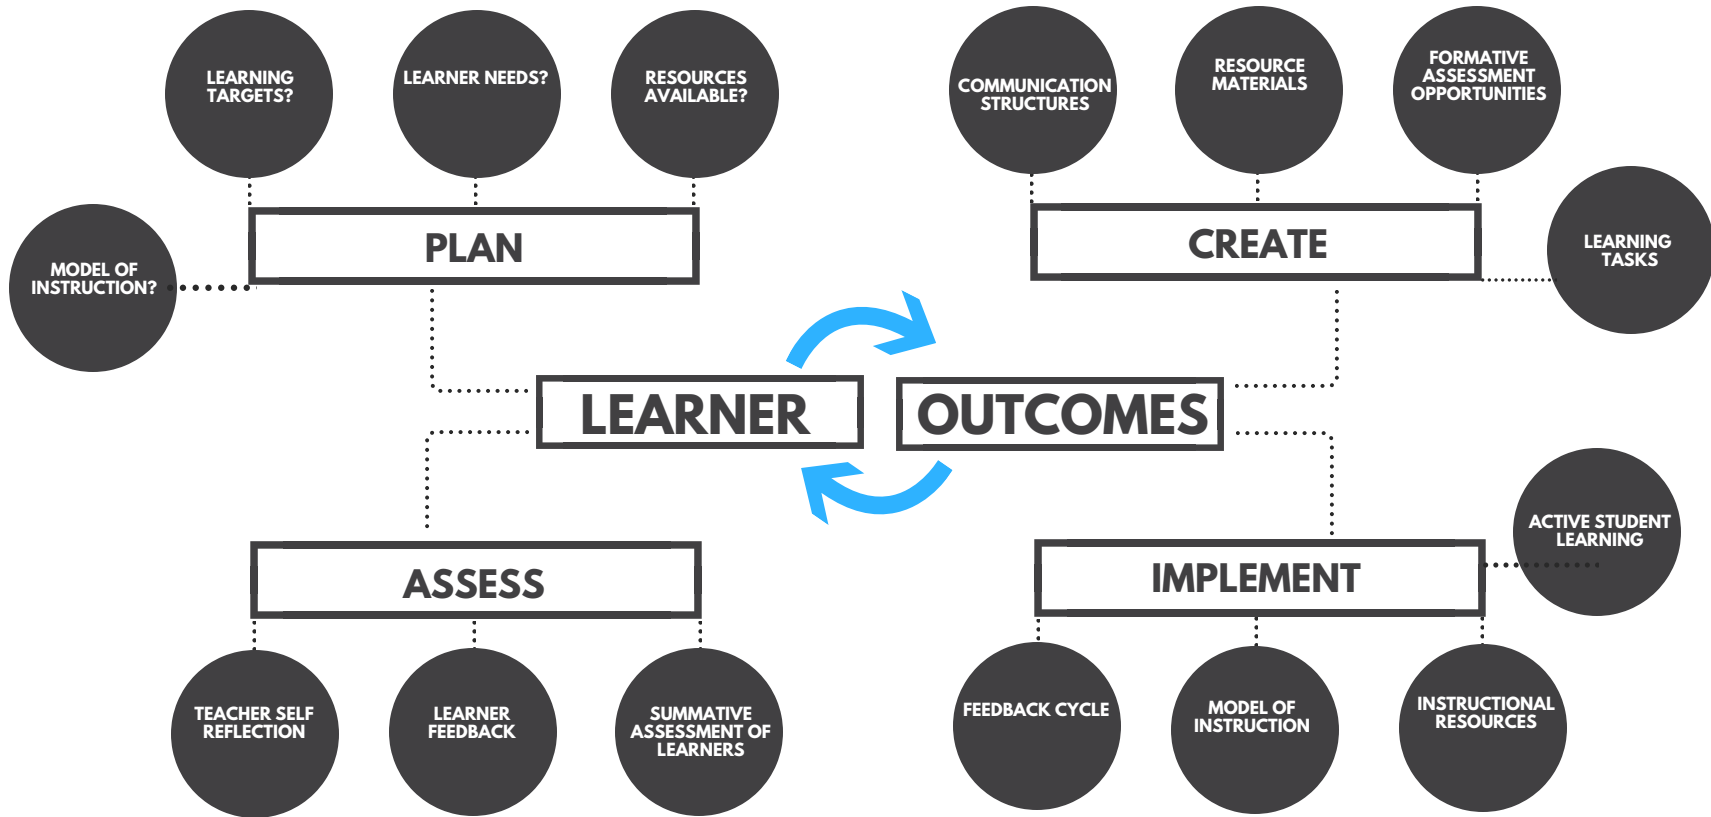 LEARNING
TARGETS?
LEARNER NEEDS?
RESOURCES
AVAILABLE?
MODEL OF
INSTRUCTION?
PLAN
COMMUNICATION
STRUCTURES
RESOURCE
MATERIALS
FORMATIVE
ASSESSMENT
OPPORTUNITIES
LEARNING
TASKS
CREATE
LEARNER
OUTCOMES
ASSESS
TEACHER SELF
REFLECTION
LEARNER
FEEDBACK
SUMMATIVE
ASSESSMENT OF
LEARNERS
IMPLEMENT
ACTIVE STUDENT
LEARNING
FEEDBACK CYCLE
MODEL OF
INSTRUCTION
INSTRUCTIONAL
RESOURCES